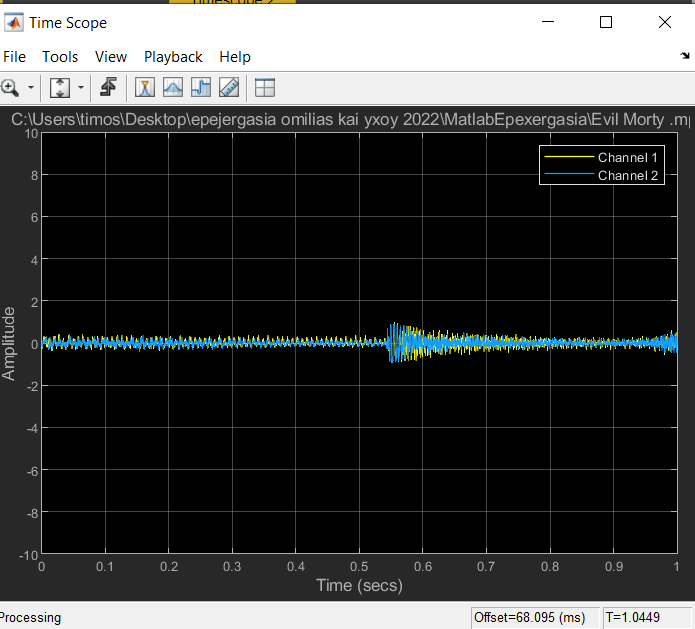 Time Scope
File Tools View Playback Help
C:\Users\timos\Desktop\epejergasia omilias kai yxoy 2022\MatlabEpexergasia\Evil Morty .mp
Channel 1
Channel 2
Amplitude
10
8
6
4
2
0
-2
-4
-6
-8
-10
0 0.1 0.2 0.3 0.4 0.5 0.6 0.7 0.8 0.9 1
Time (secs)
Processing Offset=68.095 (ms) T=1.0449